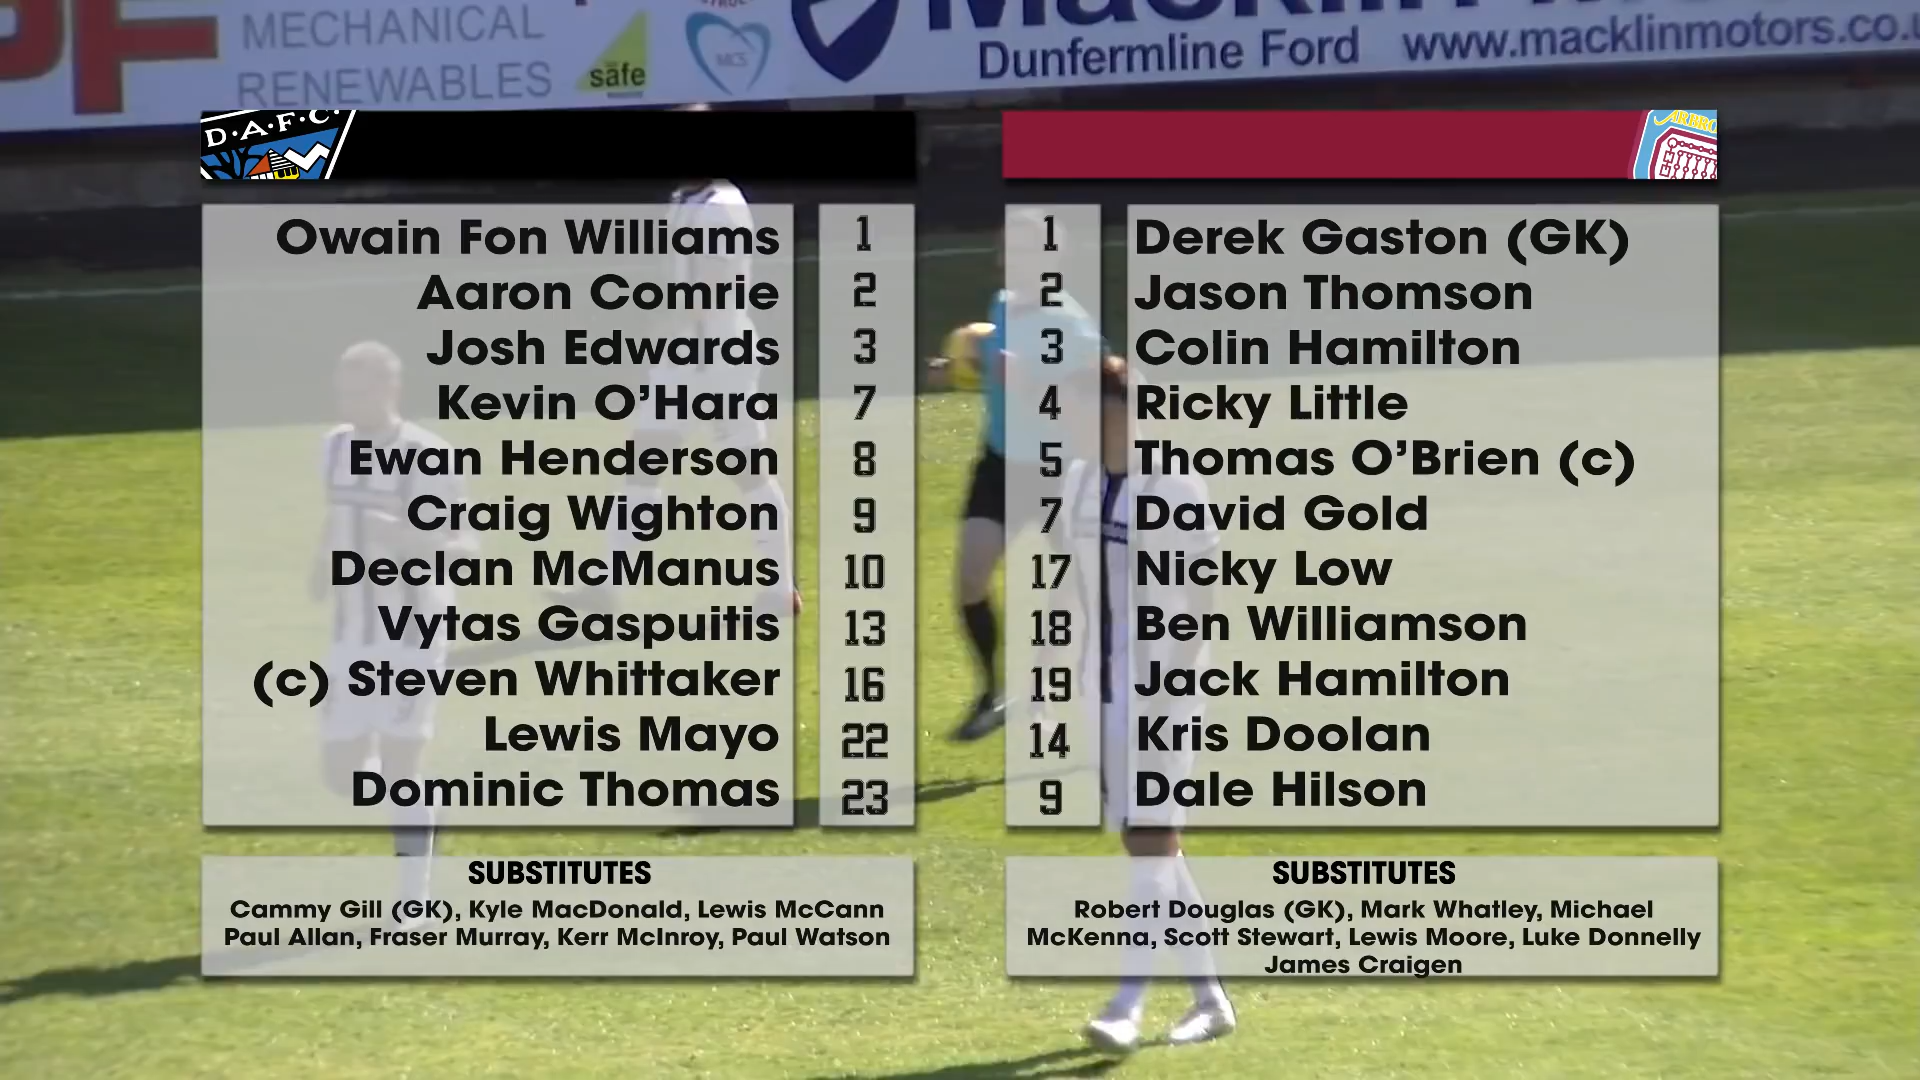 MECHANICAL
RENEWABLES
safe
MCS
Dunfermline Ford www.macklinmotors.co.u
D·A·F·C·
Owain Fon Williams 1
Aaron Comrie 2
Josh Edwards 3
Kevin O’Hara 7
Ewan Henderson 8
Craig Wighton 9
Declan McManus 10
Vytas Gaspuitis 13
(c) Steven Whittaker 16
Lewis Mayo 22
Dominic Thomas 23
SUBSTITUTES
Cammy Gill (GK), Kyle MacDonald, Lewis McCann
Paul Allan, Fraser Murray, Kerr McInroy, Paul Watson
1 Derek Gaston (GK)
2 Jason Thomson
3 Colin Hamilton
4 Ricky Little
5 Thomas O’Brien (c)
7 David Gold
17 Nicky Low
18 Ben Williamson
19 Jack Hamilton
14 Kris Doolan
9 Dale Hilson
SUBSTITUTES
Robert Douglas (GK), Mark Whatley, Michael
McKenna, Scott Stewart, Lewis Moore, Luke Donnelly
James Craigen